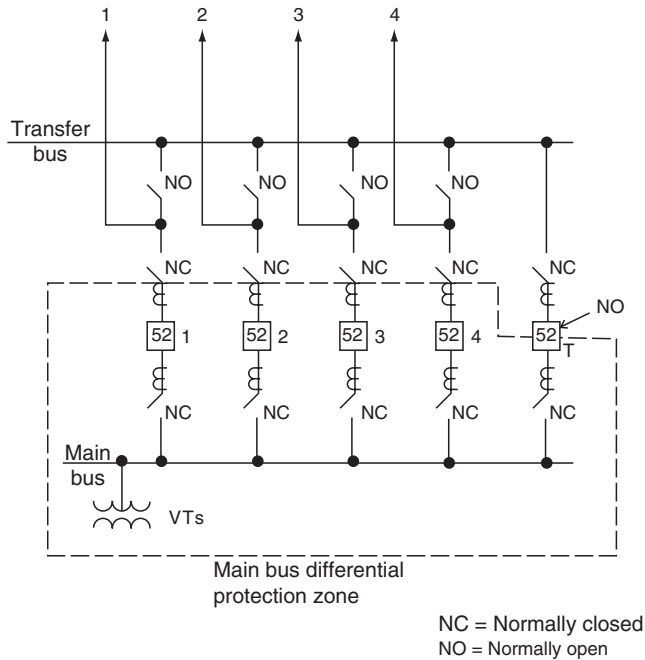 1 2 3 4
Transfer
bus
NO NO NO NO
NC NC NC NC NC
NO
52 1 52 2 52 3 52 4 52
T
NC NC NC NC NC
Main
bus
VTs
Main bus differential
protection zone
NC = Normally closed
NO = Normally open